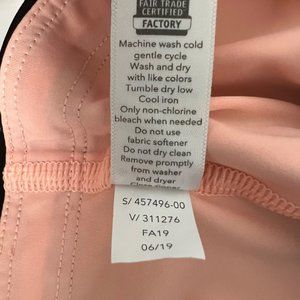 FAIR TRADE
CERTIFIED
FACTORY
Machine wash cold
gentle cycle
Wash and dry
with like colors
Tumble dry low
Cool iron
Only non-chlorine
bleach when needed
Do not use
fabric softener
Do not dry clean
Remove promptly
from washer
and dryer
S/ 457496-00
V/ 311276
FA19
06/19